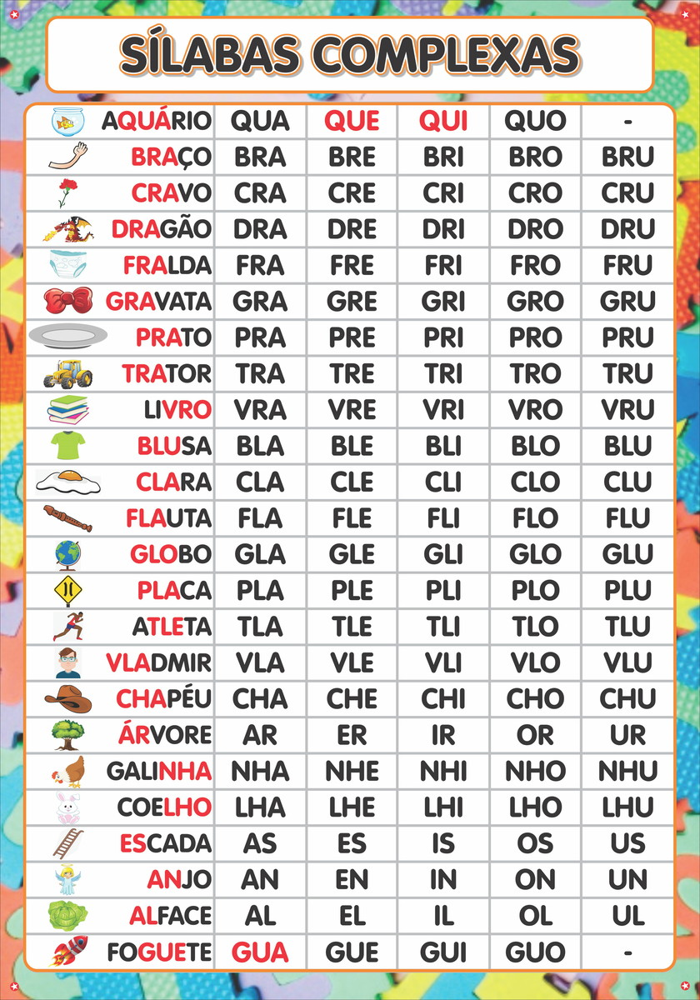 SÍLABAS COMPLEXAS
AQUÁRIO QUA QUE QUI QUO -
BRAÇO BRA BRE BRI BRO BRU
CRAVO CRA CRE CRI CRO CRU
DRAGÃO DRA DRE DRI DRO DRU
FRALDA FRA FRE FRI FRO FRU
GRAVATA GRA GRE GRI GRO GRU
PRATO PRA PRE PRI PRO PRU
TRATOR TRA TRE TRI TRO TRU
LIVRO VRA VRE VRI VRO VRU
BLUSA BLA BLE BLI BLO BLU
CLARA CLA CLE CLI CLO CLU
FLAUTA FLA FLE FLI FLO FLU
GLOBO GLA GLE GLI GLO GLU
PLACA PLA PLE PLI PLO PLU
ATLETA TLA TLE TLI TLO TLU
VLADMIR VLA VLE VLI VLO VLU
CHAPÉU CHA CHE CHI CHO CHU
ÁRVORE AR ER IR OR UR
GALINHA NHA NHE NHI NHO NHU
COELHO LHA LHE LHI LHO LHU
ESCADA AS ES IS OS US
ANJO AN EN IN ON UN
ALFACE AL EL IL OL UL
FOGUETE GUA GUE GUI GUO -